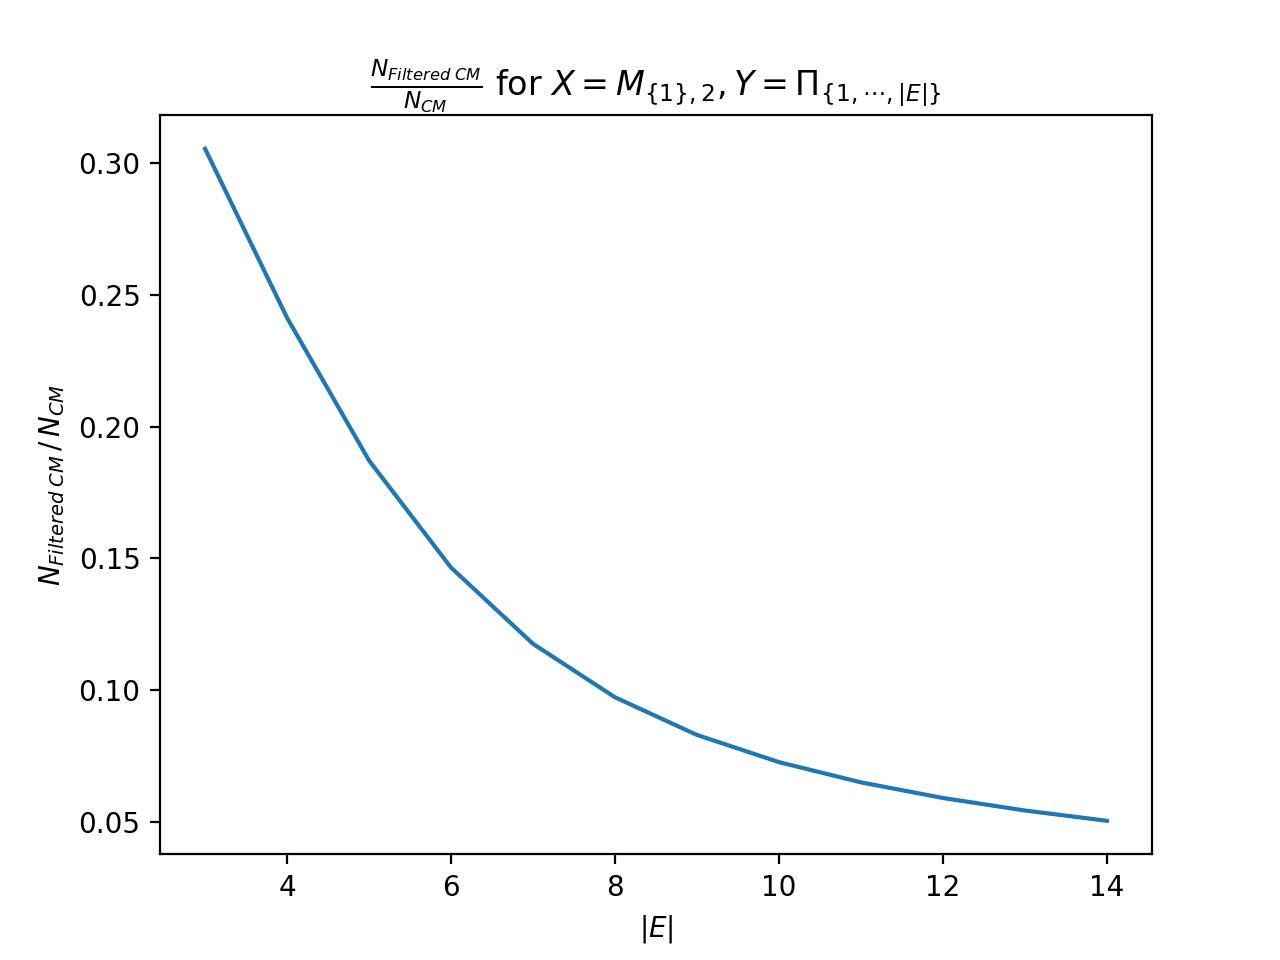 N_{Filtered CM}/N_{CM} for X = M_{\{1\},2}, Y = Π_{\{1,⋯,|E|\}}
0.30
0.25
0.20
0.15
0.10
0.05
N_{Filtered CM} / N_{CM}
4 6 8 10 12 14
|E|